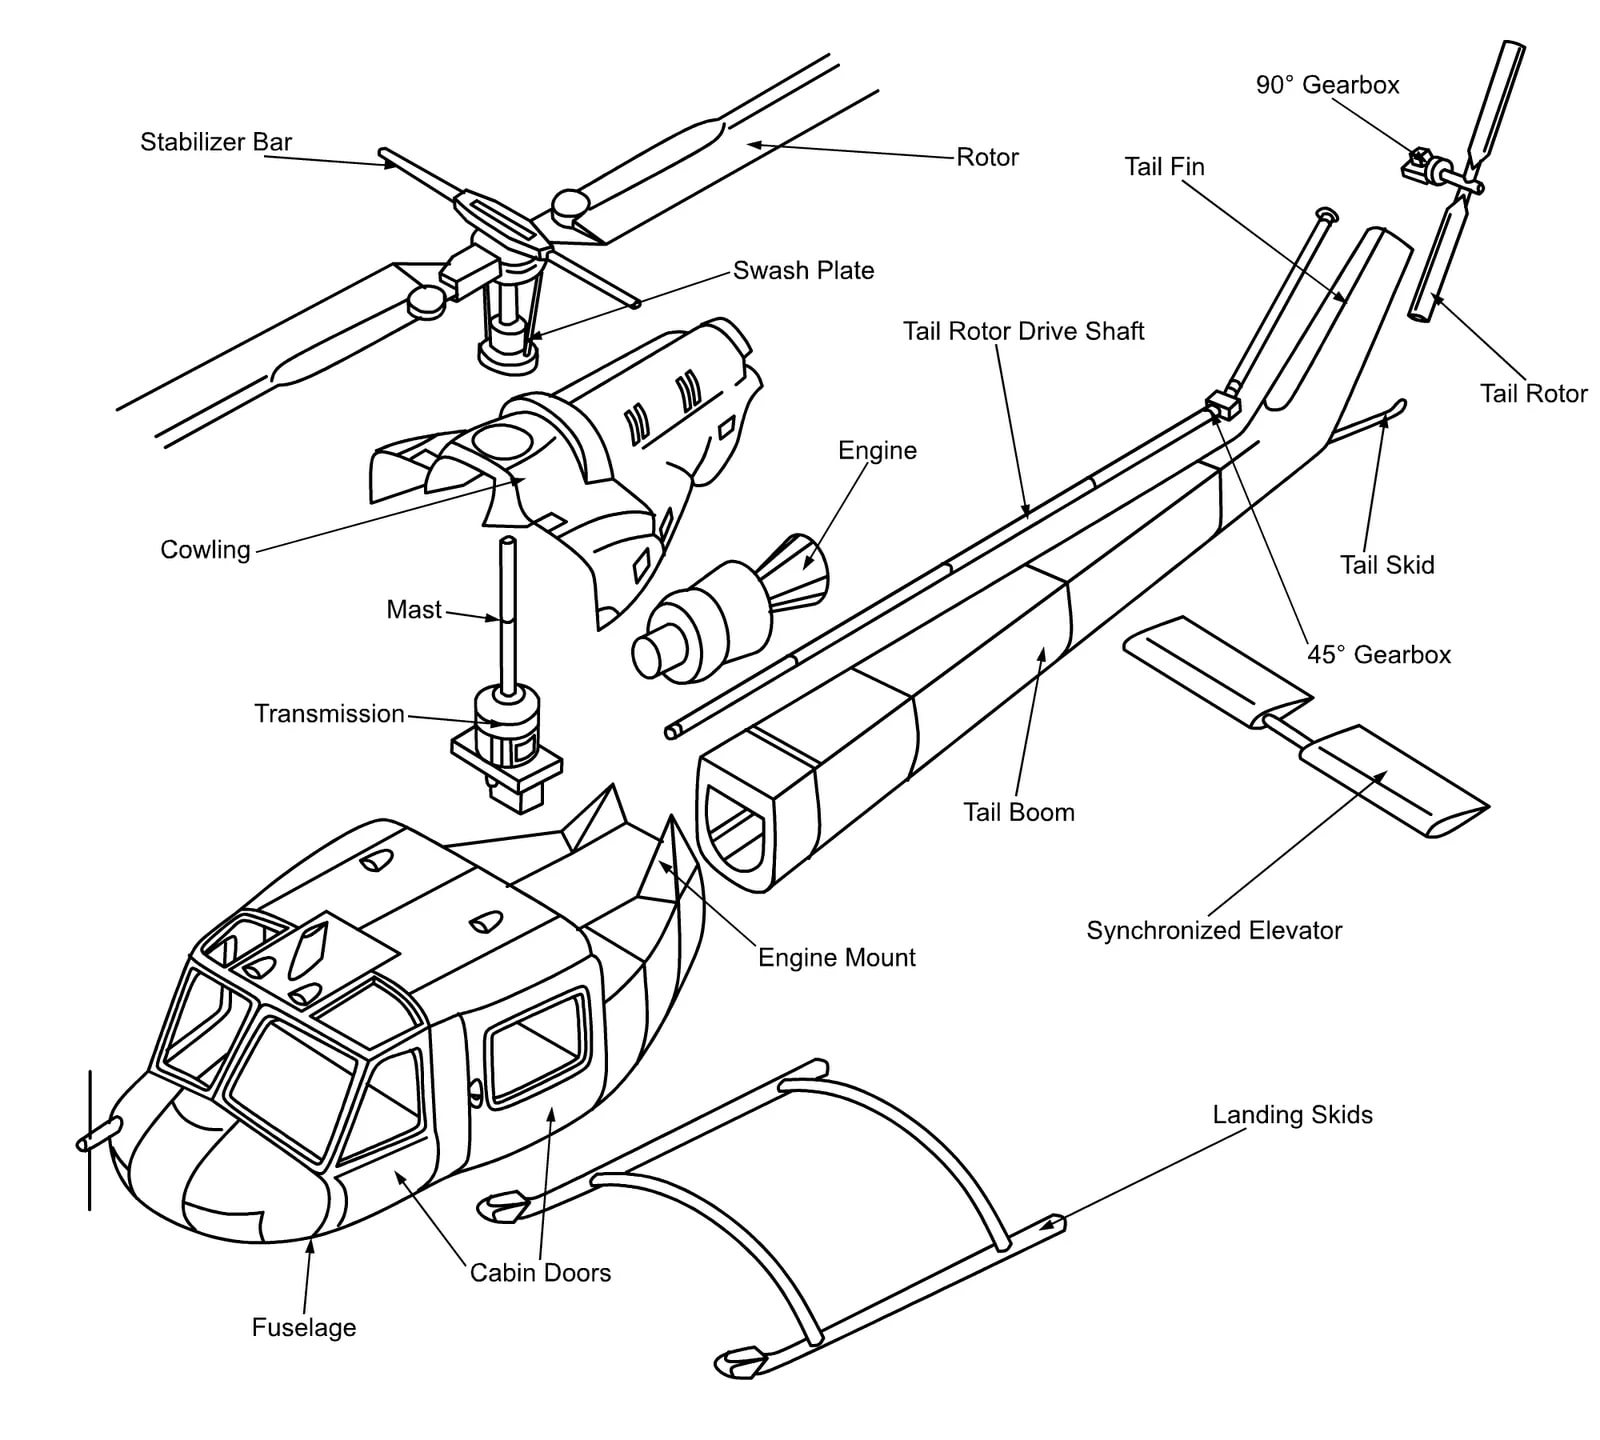 90° Gearbox
Stabilizer Bar
Rotor
Tail Fin
Swash Plate
Tail Rotor Drive Shaft
Tail Rotor
Engine
Cowling
Tail Skid
Mast
45° Gearbox
Transmission
Tail Boom
Synchronized Elevator
Engine Mount
Landing Skids
Cabin Doors
Fuselage